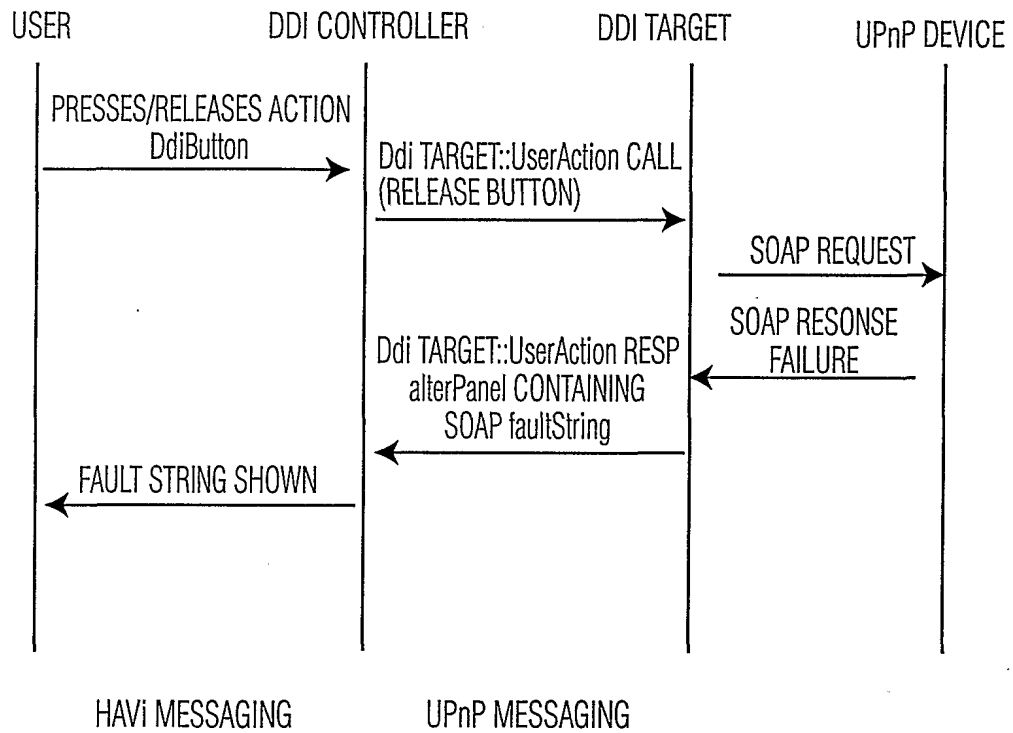 USER
DDI CONTROLLER
DDI TARGET
UPnP DEVICE
PRESSES/RELEASES ACTION
DdiButton
Ddi TARGET::UserAction CALL
(RELEASE BUTTON)
SOAP REQUEST
SOAP RESONSE
FAILURE
Ddi TARGET::UserAction RESP
alterPanel CONTAINING
SOAP faultString
FAULT STRING SHOWN
HAVi MESSAGING
UPnP MESSAGING